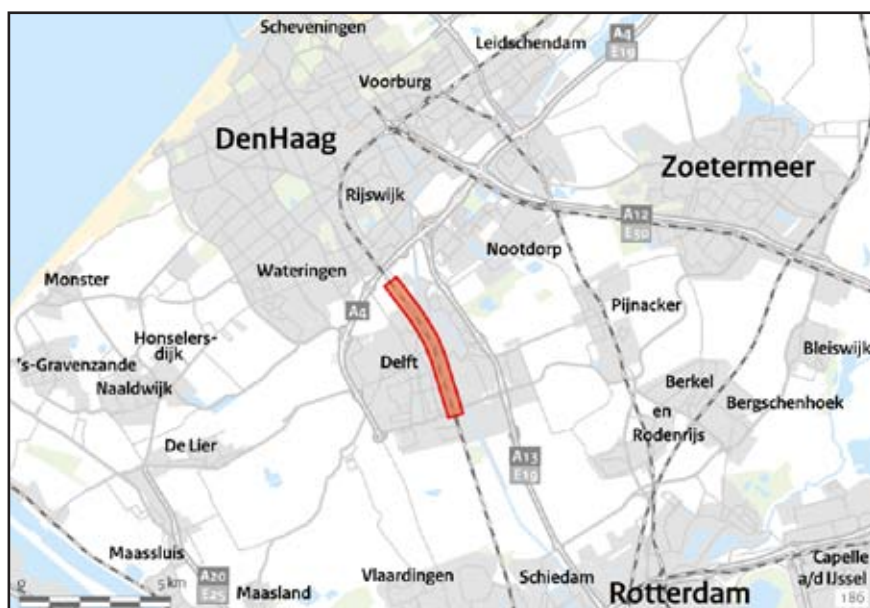 Scheveningen
Leidschendam
A4
E19
Voorburg
DenHaag
Zoetermeer
Rijswijk
A12
E30
Nootdorp
Wateringen
Monster
Pijnacker
A4
Honselers-
dijk
Bleiswijk
's-Gravenzande
Delft
Naaldwijk
Berkel
en
Rodenrijs
Bergschenhoek
De Lier
A13
E19
Maassluis
Capelle
a/d IJssel
A20
E25
Maasland
Vlaardingen
Schiedam
Rotterdam
0
5 km
186